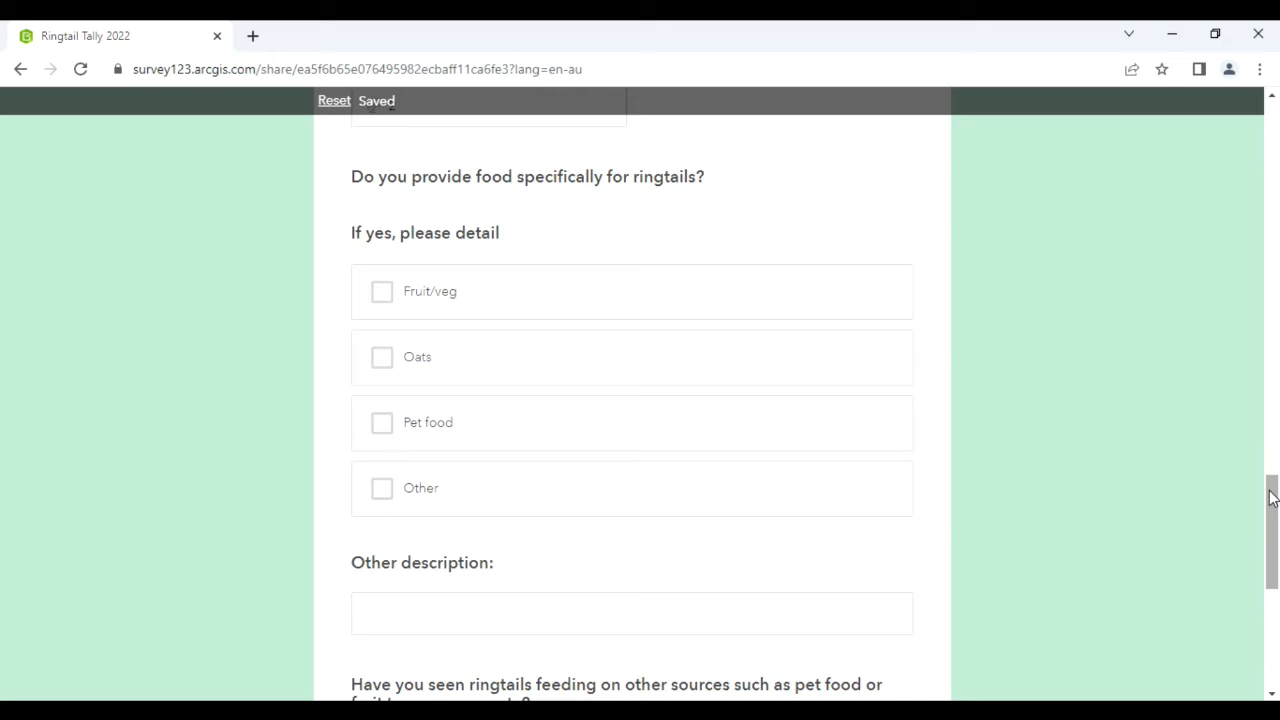 Ringtail Tally 2022
survey123.arcgis.com/share/ea5f6b65e076495982ecbaff11ca6fe3?lang=en-au
Reset Saved
Do you provide food specifically for ringtails?
If yes, please detail
Fruit/veg
Oats
Pet food
Other
Other description:
Have you seen ringtails feeding on other sources such as pet food or